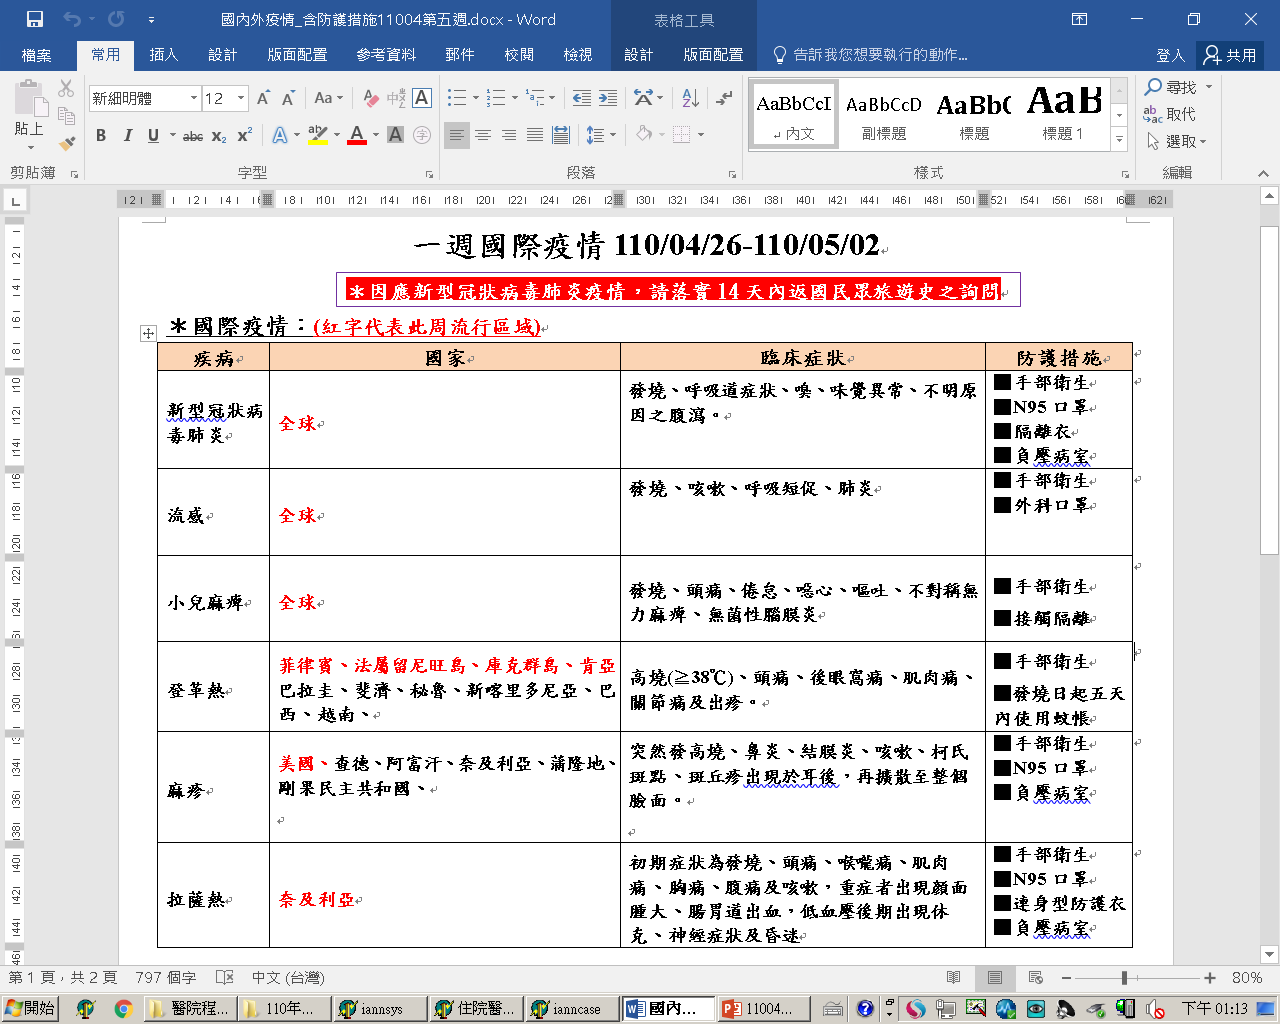 國內外疫情_含防護措施11004第五週.docx - Word
表格工具
檔案 常用 插入 設計 版面配置 參考資料 郵件 校閱 檢視 設計 版面配置 告訴我您想要執行的動作... 登入 共用
貼上
新細明體 12
AaBbCcI AaBbCcD AaBbC AaB
內文 副標題 標題 標題 1
尋找
取代
選取
剪貼簿 字型 段落 樣式 編輯
一週國際疫情 110/04/26-110/05/02
＊因應新型冠狀病毒肺炎疫情，請落實 14 天內返國民眾旅遊史之詢問
＊國際疫情：(紅字代表此周流行區域)
疾病 國家 臨床症狀 防護措施
新型冠狀病
毒肺炎
全球
發燒、呼吸道症狀、嗅、味覺異常、不明原
因之腹瀉。
■手部衛生
■N95 口罩
■隔離衣
■負壓病室
流感
全球
發燒、咳嗽、呼吸短促、肺炎
■手部衛生
■外科口罩
小兒麻痺
全球
發燒、頭痛、倦怠、噁心、嘔吐、不對稱無
力麻痺、無菌性腦膜炎
■手部衛生
■接觸隔離
登革熱
菲律賓、法屬留尼旺島、庫克群島、肯亞
巴拉圭、斐濟、秘魯、新喀里多尼亞、巴
西、越南、
高燒(≧38℃)、頭痛、後眼窩痛、肌肉痛、
關節痛及出疹。
■手部衛生
■發燒日起五天
內使用蚊帳
麻疹
美國、查德、阿富汗、奈及利亞、蒲隆地、
剛果民主共和國、
突然發高燒、鼻炎、結膜炎、咳嗽、柯氏
斑點、斑丘疹出現於耳後，再擴散至整個
臉面。
■手部衛生
■N95 口罩
■負壓病室
拉薩熱
奈及利亞
初期症狀為發燒、頭痛、喉嚨痛、肌肉
痛、胸痛、腹痛及咳嗽，重症者出現顏面
腫大、腸胃道出血，低血壓後期出現休
克、神經症狀及昏迷
■手部衛生
■N95 口罩
■連身型防護衣
■負壓病室
第 1 頁，共 2 頁 797 個字 中文 (台灣) 80%
開始 醫院程... 110年... iannsys 住院醫... ianncase 國內... 11004... 下午 01:13